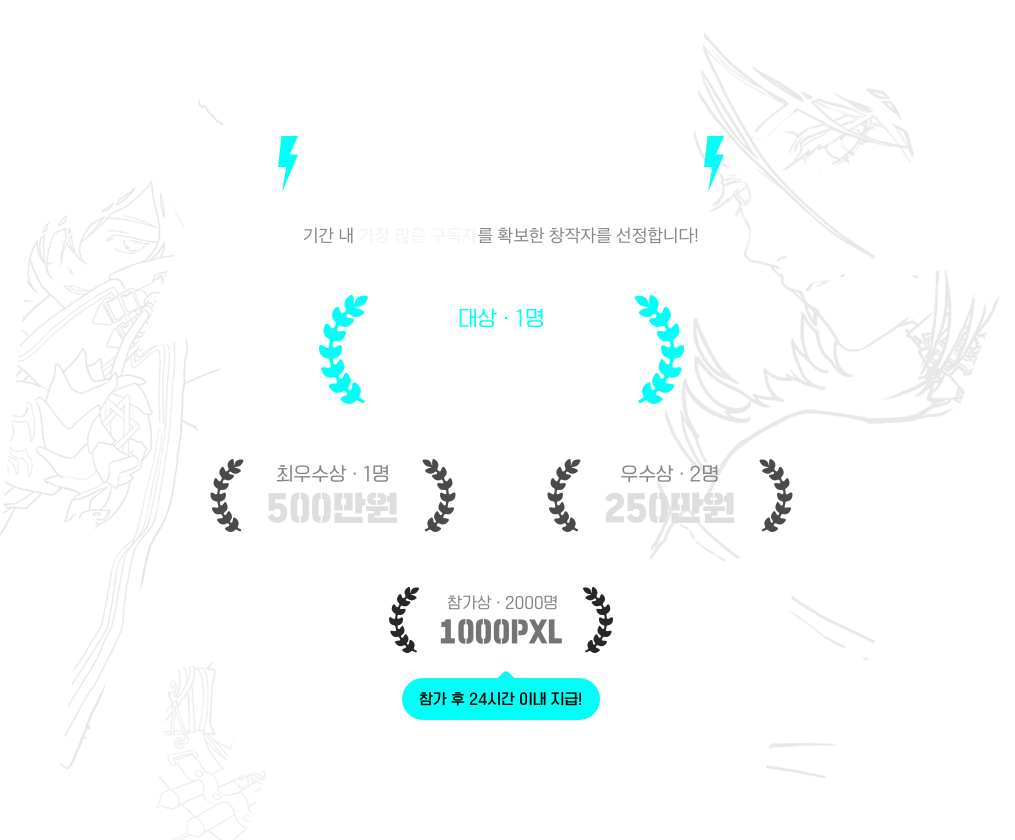 기간 내 가장 많은 구독자를 확보한 창작자를 선정합니다!
대상 · 1명
최우수상 · 1명
500만원
우수상 · 2명
250만원
참가상 · 2000명
1000PXL
참가 후 24시간 이내 지급!